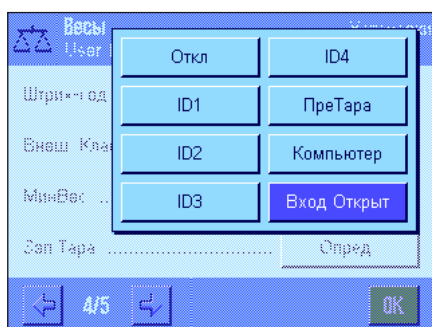 Весы
User
Откл
ID4
Штрих-код
ID1
ПреТара
Внеш. Кла
ID2
Компьютер
МинВес ..
ID3
Вход Открыт
Зап Тара ................................
Опред
4/5
OK